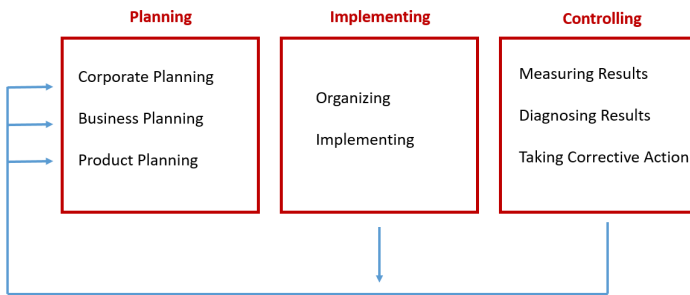 Planning
Corporate Planning
Business Planning
Product Planning
Implementing
Organizing
Implementing
Controlling
Measuring Results
Diagnosing Results
Taking Corrective Action